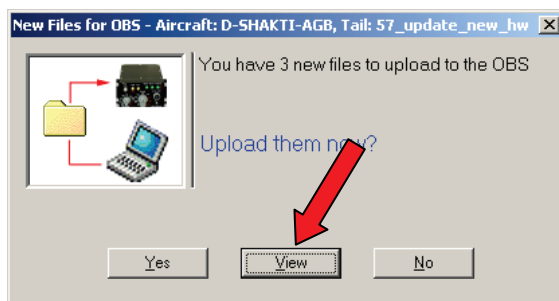 New Files for OBS - Aircraft: D-SHAKTI-AGB, Tail: 57_update_new_hw
You have 3 new files to upload to the OBS
Upload them now?
Yes
View
No